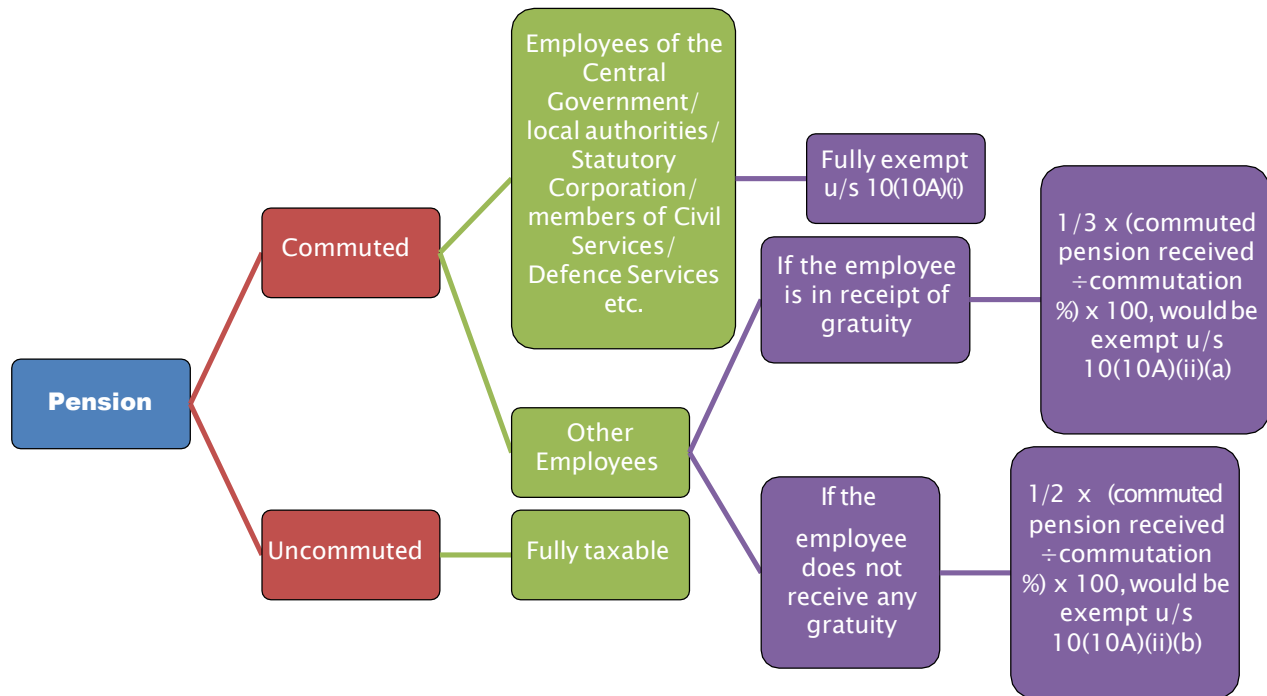 Pension
Commuted
Uncommuted
Employees of the
Central
Government/
local authorities/
Statutory
Corporation/
members of Civil
Services/
Defence Services
etc.
Other
Employees
Fully taxable
Fully exempt
u/s 10(10A)(i)
If the employee
is in receipt of
gratuity
If the
employee
does not
receive any
gratuity
1/3 x (commuted
pension received
÷commutation
%) x 100, would be
exempt u/s
10(10A)(ii)(a)
1/2 x (commuted
pension received
÷commutation
%) x 100, would be
exempt u/s
10(10A)(ii)(b)